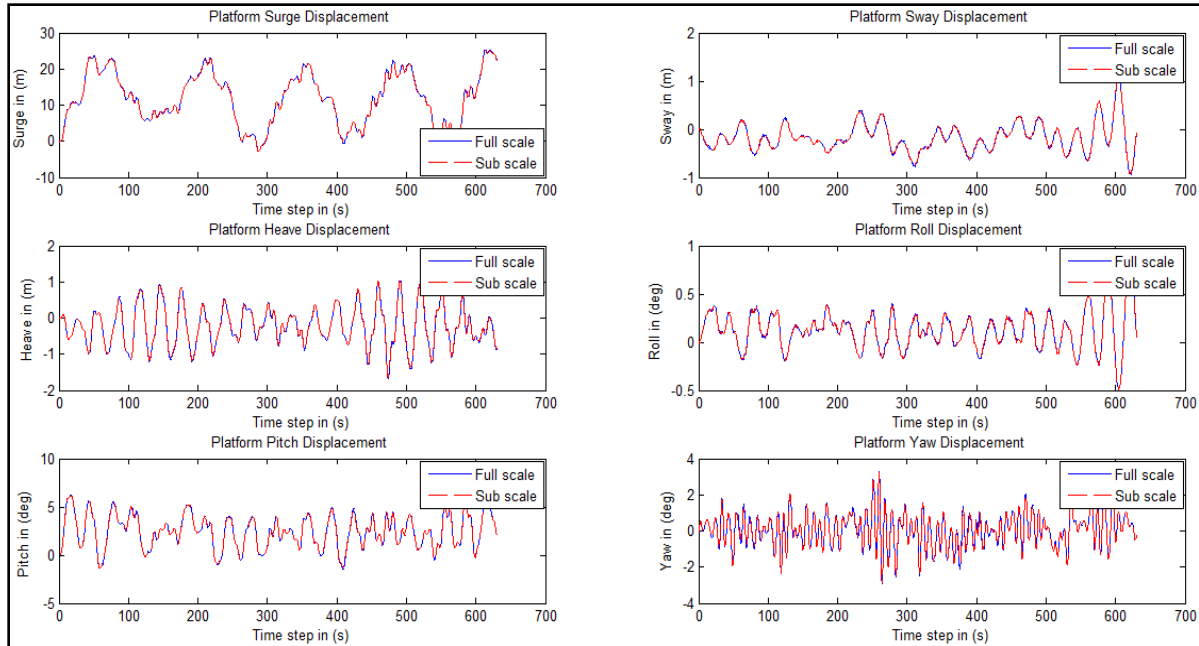 Platform Surge Displacement
30
20
10
0
-10
Surge in (m)
Full scale
Sub scale
0 100 200 300 400 500 600 700
Time step in (s)
Platform Sway Displacement
2
1
0
-1
Sway in (m)
Full scale
Sub scale
0 100 200 300 400 500 600 700
Time step in (s)
Platform Heave Displacement
2
1
0
-1
-2
Heave in (m)
Full scale
Sub scale
0 100 200 300 400 500 600 700
Time step in (s)
Platform Roll Displacement
1
0.5
0
-0.5
Roll in (deg)
Full scale
Sub scale
0 100 200 300 400 500 600 700
Time step in (s)
Platform Pitch Displacement
10
5
0
-5
Pitch in (deg)
Full scale
Sub scale
0 100 200 300 400 500 600 700
Time step in (s)
Platform Yaw Displacement
4
2
0
-2
-4
Yaw in (deg)
Full scale
Sub scale
0 100 200 300 400 500 600 700
Time step in (s)